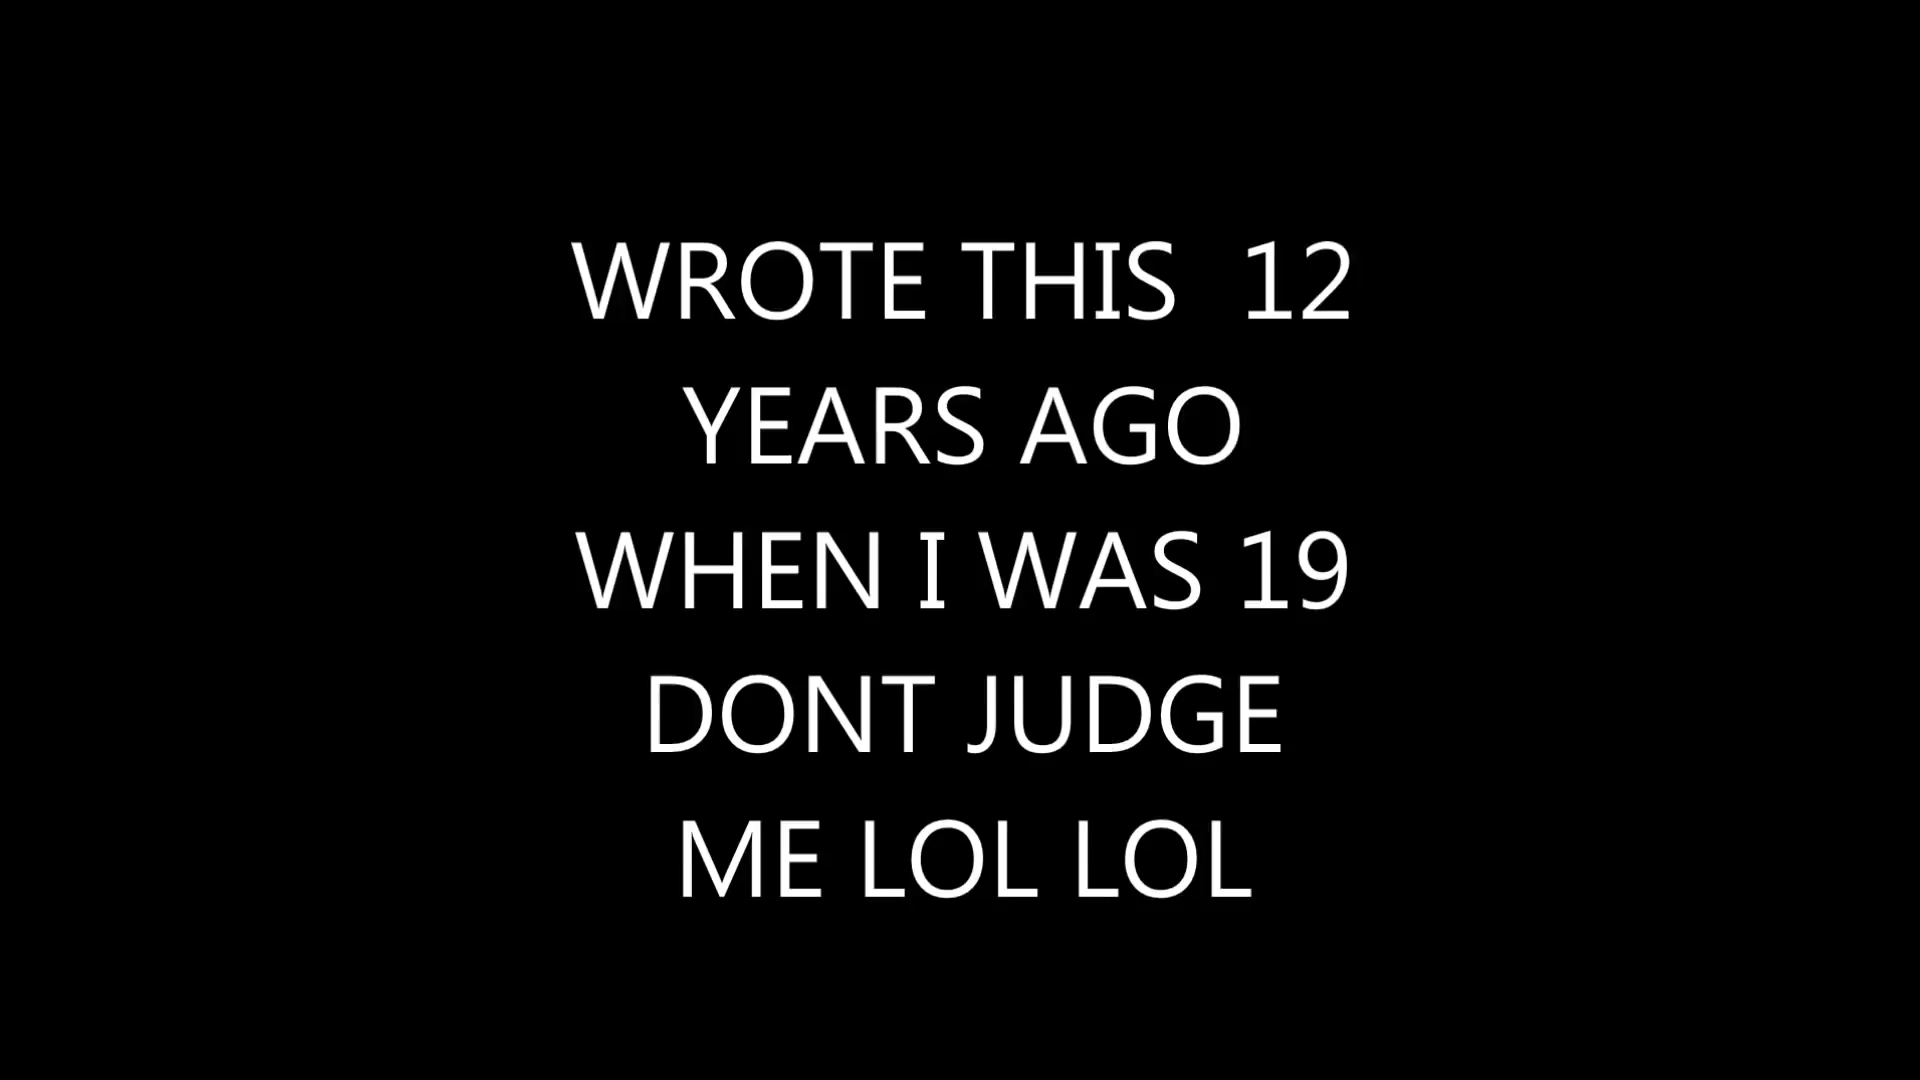 WROTE THIS  12
YEARS AGO
WHEN I WAS 19
DONT JUDGE
ME LOL LOL